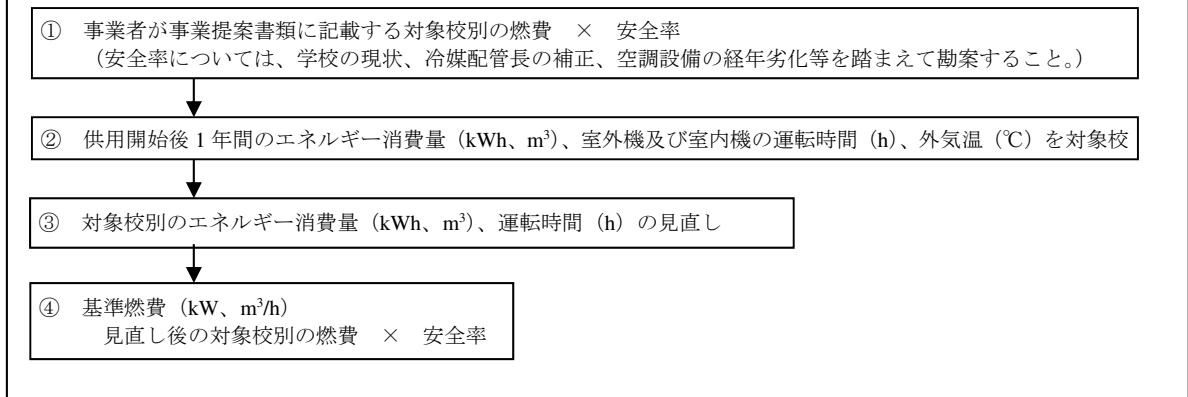 ① 事業者が事業提案書類に記載する対象校別の燃費 × 安全率
（安全率については、学校の現状、冷媒配管長の補正、空調設備の経年劣化等を踏まえて勘案すること。）
② 供用開始後 1 年間のエネルギー消費量（kWh、m³）、室外機及び室内機の運転時間（h）、外気温（℃）を対象校
③ 対象校別のエネルギー消費量（kWh、m³）、運転時間（h）の見直し
④ 基準燃費（kW、m³/h）
見直し後の対象校別の燃費 × 安全率